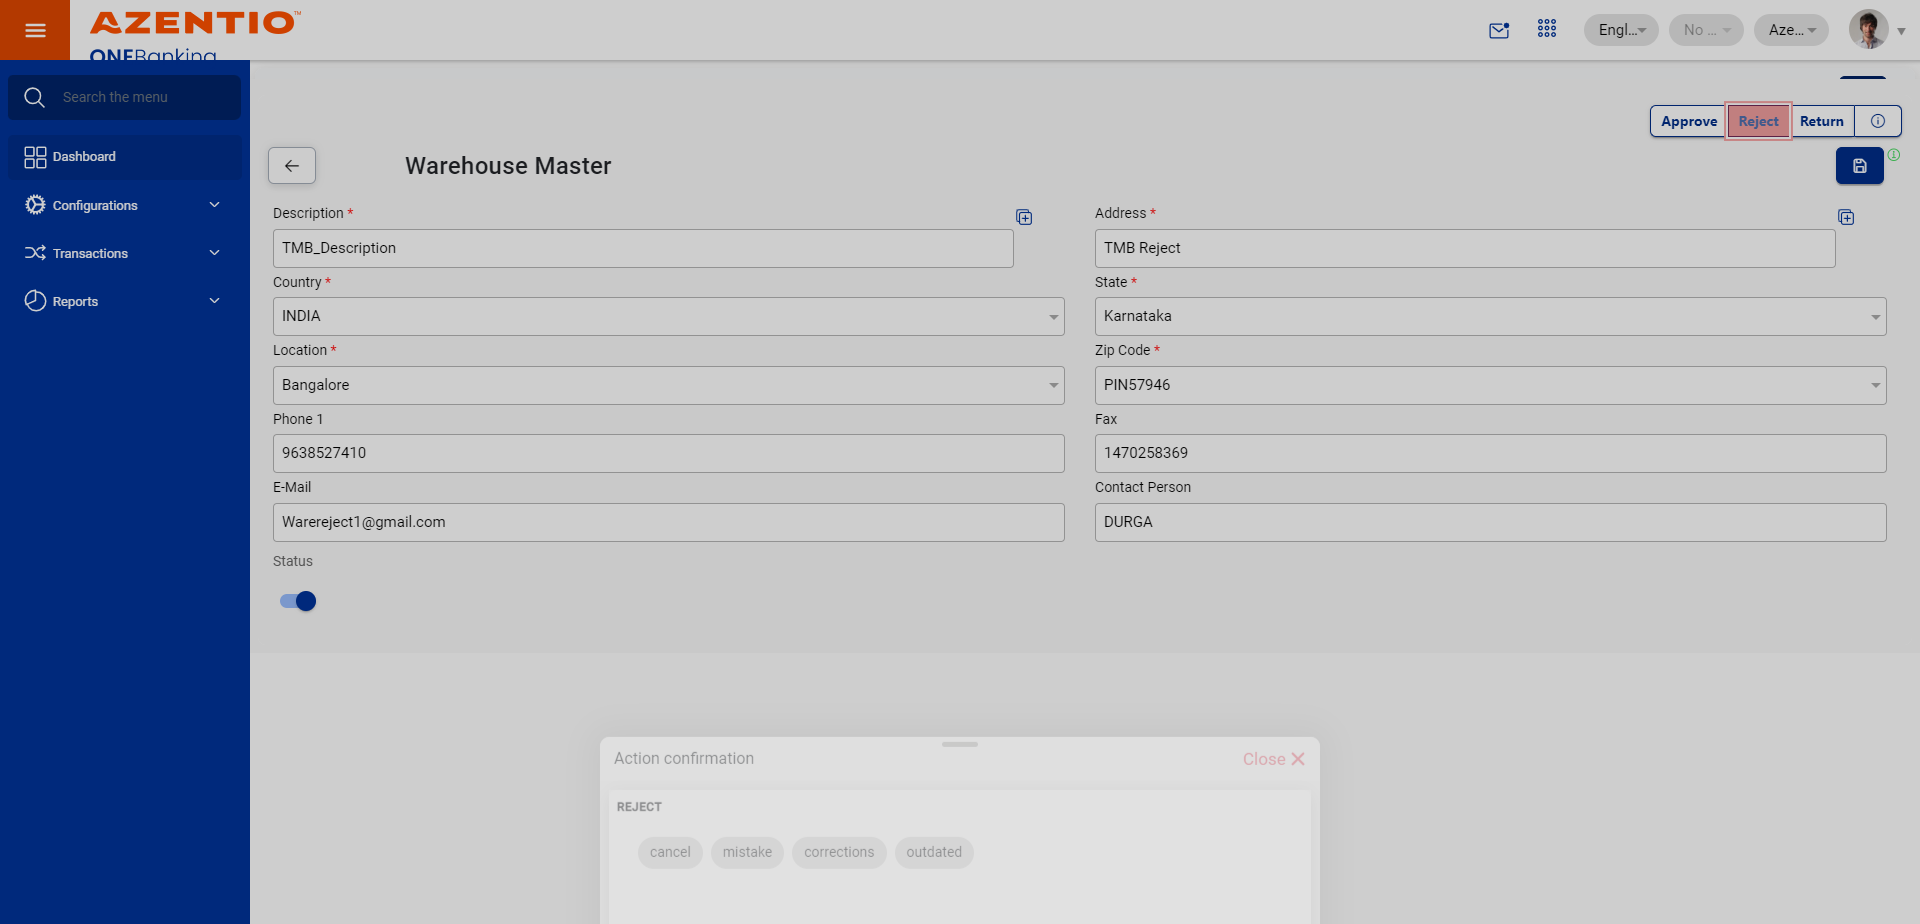 AZENTIO™
ONEBanking
Engl...
No ...
Aze...
Search the menu
Dashboard
Configurations
Transactions
Reports
Approve
Reject
Return
Warehouse Master
Description *
TMB_Description
Address *
TMB Reject
Country *
INDIA
State *
Karnataka
Location *
Bangalore
Zip Code *
PIN57946
Phone 1
9638527410
Fax
1470258369
E-Mail
Warereject1@gmail.com
Contact Person
DURGA
Status
Action confirmation
Close
REJECT
cancel
mistake
corrections
outdated